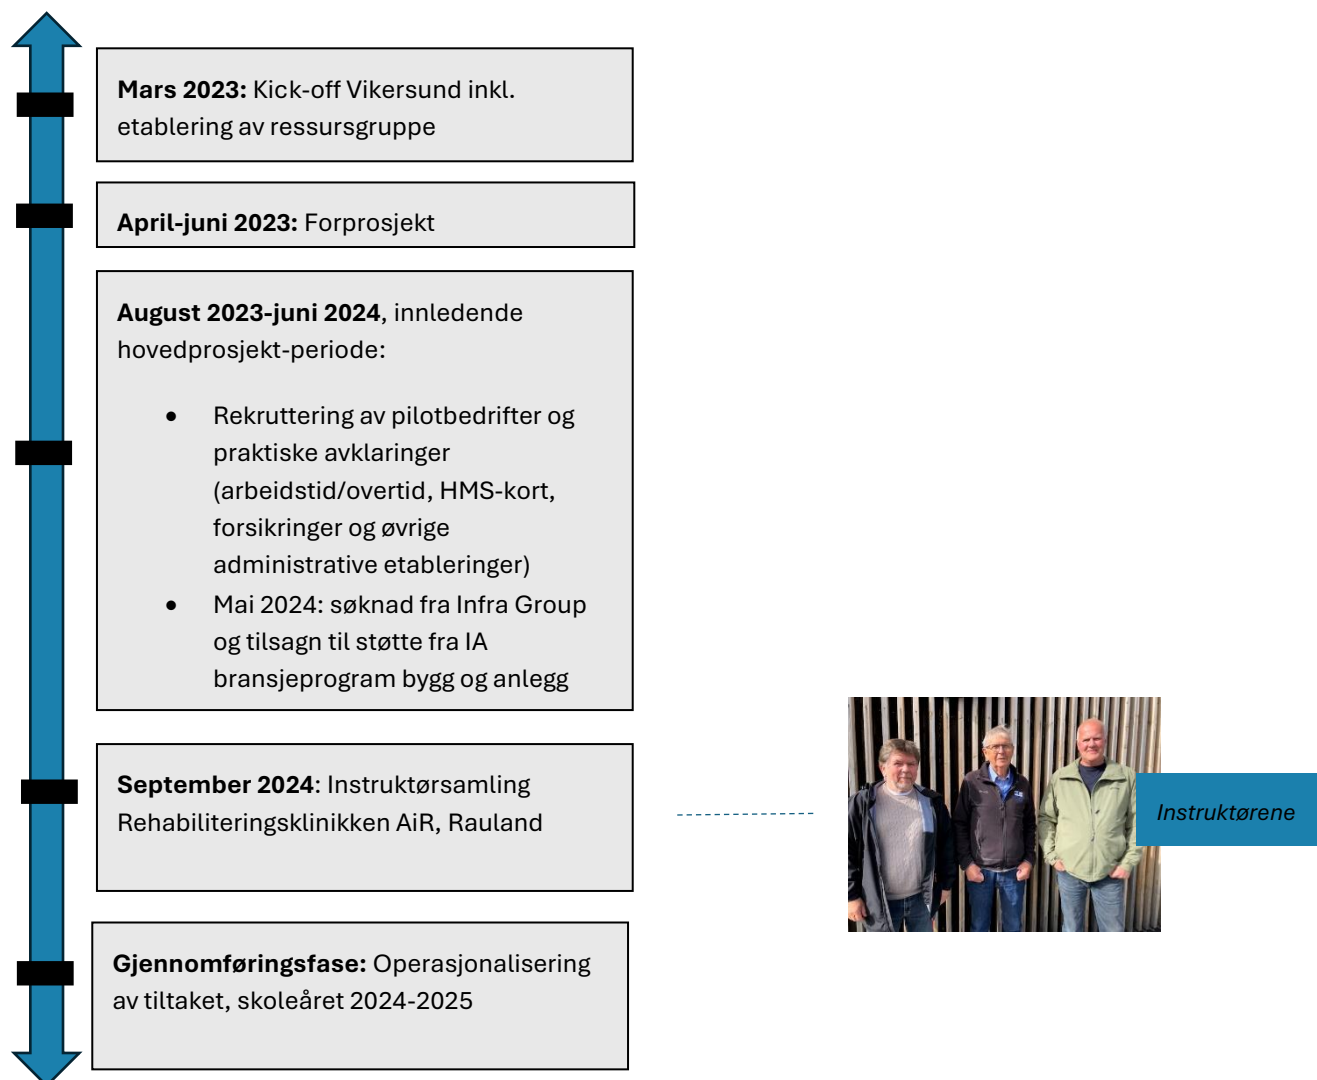 Mars 2023: Kick-off Vikersund inkl.
etablering av ressursgruppe
April-juni 2023: Forprosjekt
August 2023-juni 2024, innledende
hovedprosjekt-periode:
• Rekruttering av pilotbedrifter og
praktiske avklaringer
(arbeidstid/overtid, HMS-kort,
forsikringer og øvrige
administrative etableringer)
• Mai 2024: søknad fra Infra Group
og tilsagn til støtte fra IA
bransjeprogram bygg og anlegg
September 2024: Instruktørsamling
Rehabiliteringsklinikken AiR, Rauland
Instruktørene
Gjennomføringsfase: Operasjonalisering
av tiltaket, skoleåret 2024-2025